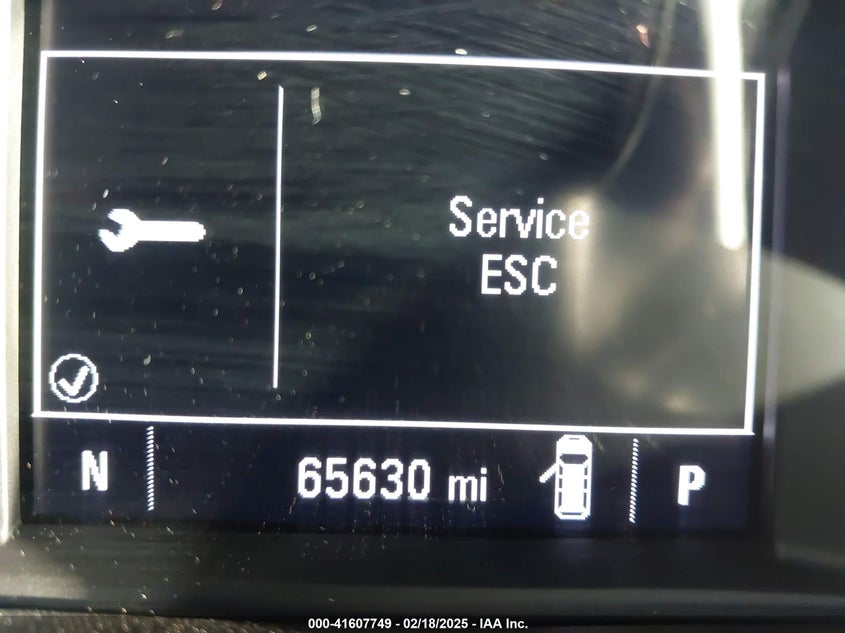 Service
ESC
N 65630 mi P
000-41607749 - 02/18/2025 - IAA Inc.